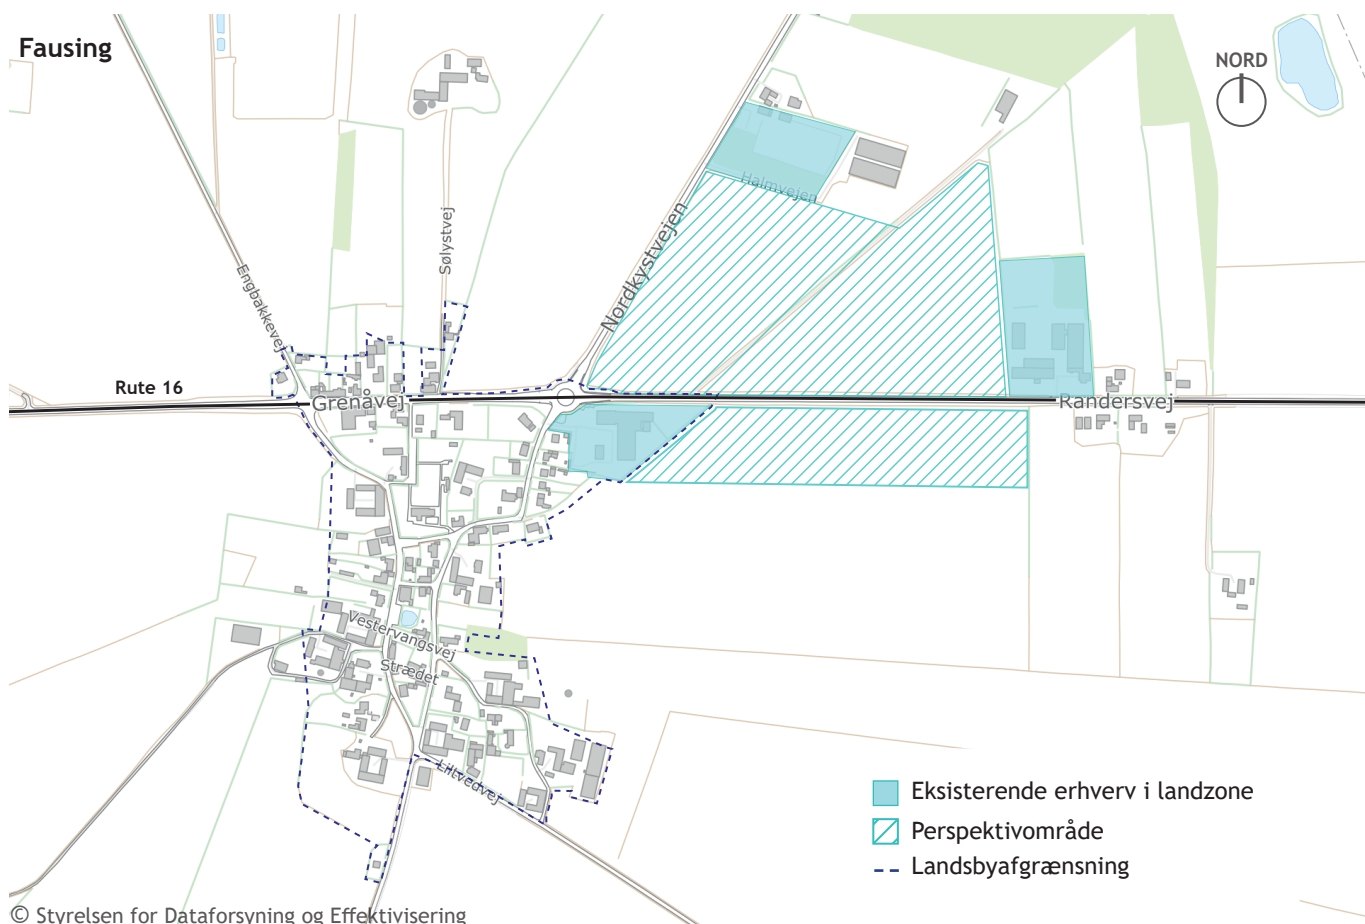 Fausing
NORD
Halmvejen
Nordkystvejen
Sølystvej
Engbakkevej
Rute 16
Grenåvej
Randersvej
Vestervangsvej
Strædet
Liltvedvej
Eksisterende erhverv i landzone
Perspektivområde
Landsbyafgrænsning
© Styrelsen for Dataforsyning og Effektivisering